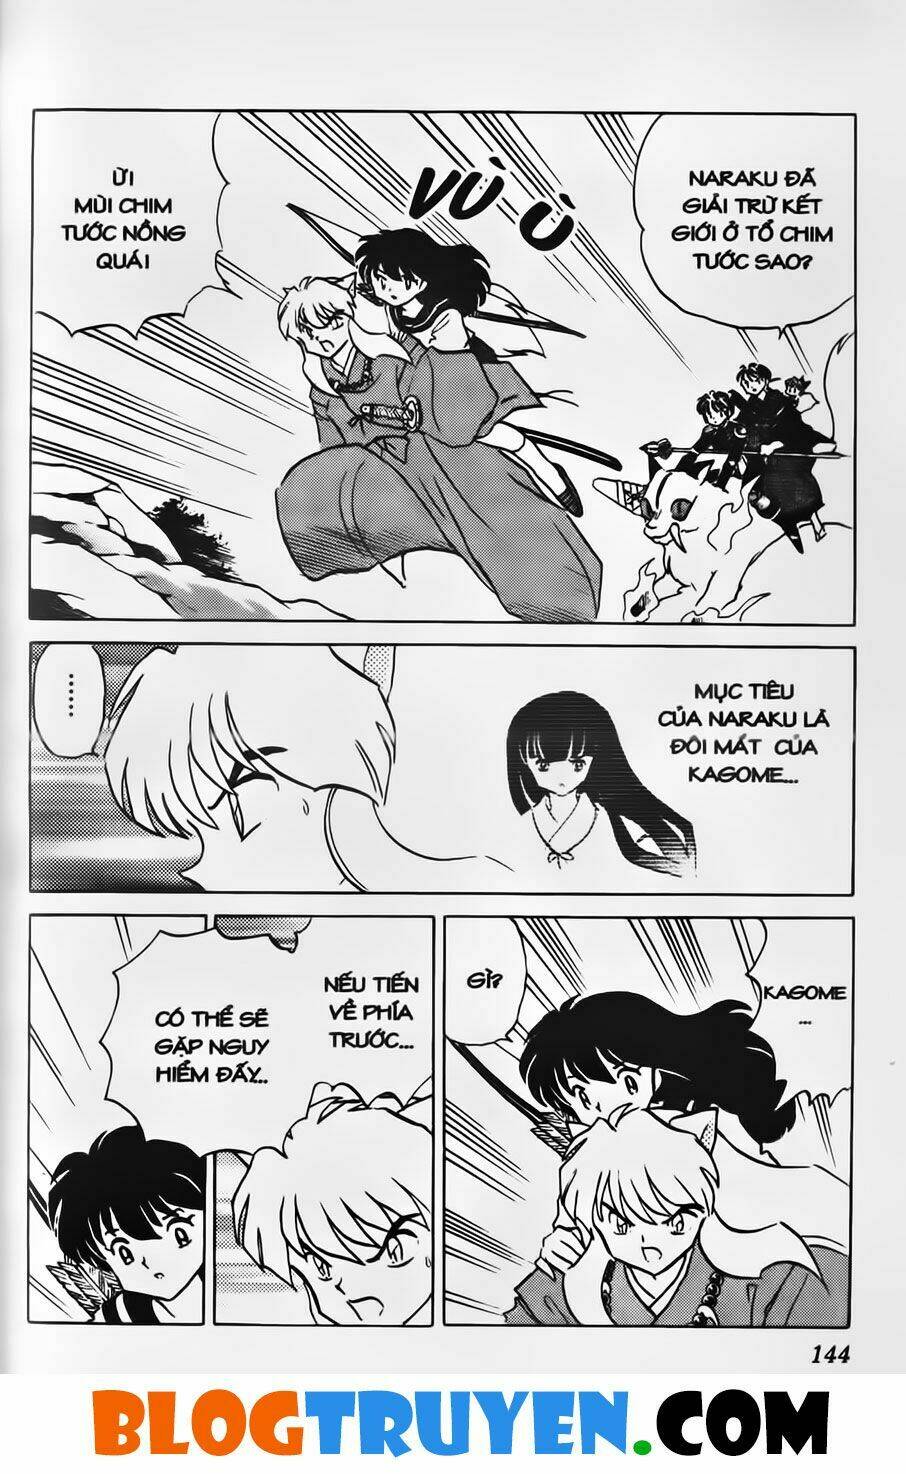 NARAKU ĐÃ
GIẢI TRỪ KẾT
GIỚI Ở TỔ CHIM
TƯỚC SAO?
VÙ Ù
ỪI
MÙI CHIM
TƯỚC NỒNG
QUÁI
MỤC TIÊU
CỦA NARAKU LÀ
ĐÔI MẮT CỦA
KAGOME...
.......
KAGOME
...
GÌ?
NẾU TIẾN
VỀ PHÍA
TRƯỚC...
CÓ THỂ SẼ
GẶP NGUY
HIỂM ĐẤY..
144
BLOGTRUYEN.COM